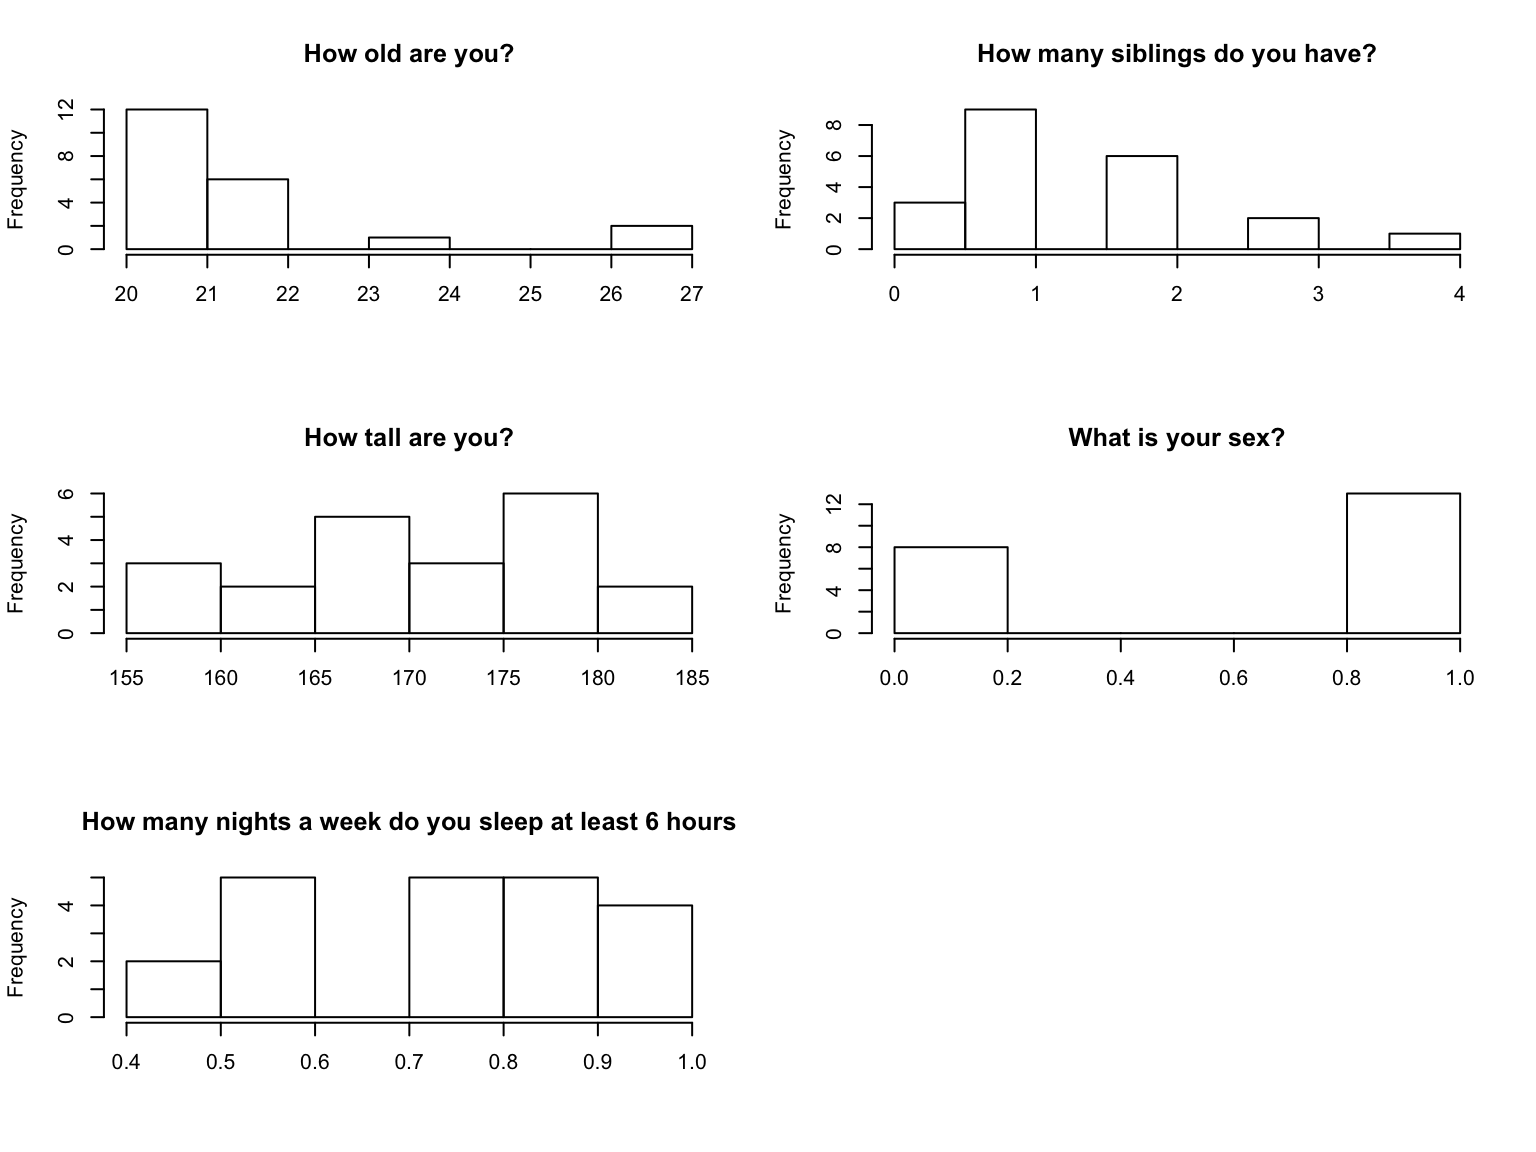 How old are you?
Frequency
0 4 8 12
20 21 22 23 24 25 26 27
How many siblings do you have?
Frequency
0 2 4 6 8
0 1 2 3 4
How tall are you?
Frequency
0 2 4 6
155 160 165 170 175 180 185
What is your sex?
Frequency
0 4 8 12
0.0 0.2 0.4 0.6 0.8 1.0
How many nights a week do you sleep at least 6 hours
Frequency
0 2 4
0.4 0.5 0.6 0.7 0.8 0.9 1.0